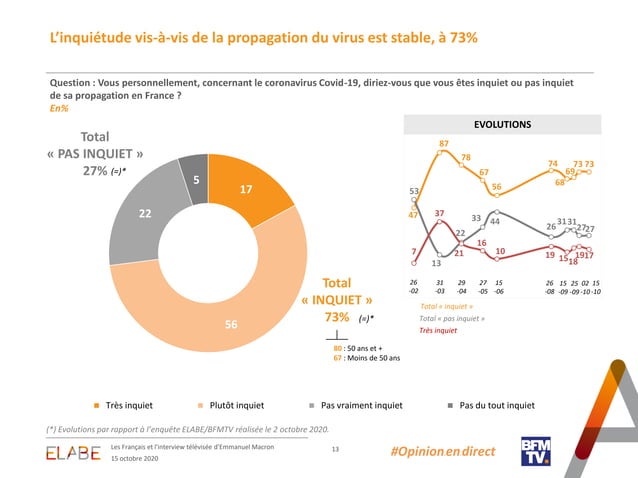 L’inquiétude vis-à-vis de la propagation du virus est stable, à 73%
Question : Vous personnellement, concernant le coronavirus Covid-19, diriez-vous que vous êtes inquiet ou pas inquiet
de sa propagation en France ?
En%
Total
« PAS INQUIET »
27% (=)*
5
17
22
56
Total
« INQUIET »
73% (=)*
80 : 50 ans et +
67 : Moins de 50 ans
EVOLUTIONS
87
78
67
56
74
68
69
73 73
53
47
37
33
44
26
31 31
27 27
22
7
13
21
16
10
19
15
18
19 17
26 31 29 27 15 26 15 25 02 15
-02 -03 -04 -05 -06 -08 -09 -09 -10 -10
Total « Inquiet »
Total « pas inquiet »
Très inquiet
Très inquiet Plutôt inquiet Pas vraiment inquiet Pas du tout inquiet
(*) Evolutions par rapport à l’enquête ELABE/BFMTV réalisée le 2 octobre 2020.
ELABE
Les Français et l'interview télévisée d'Emmanuel Macron
15 octobre 2020
13
#Opinion en direct
BFM
TV.